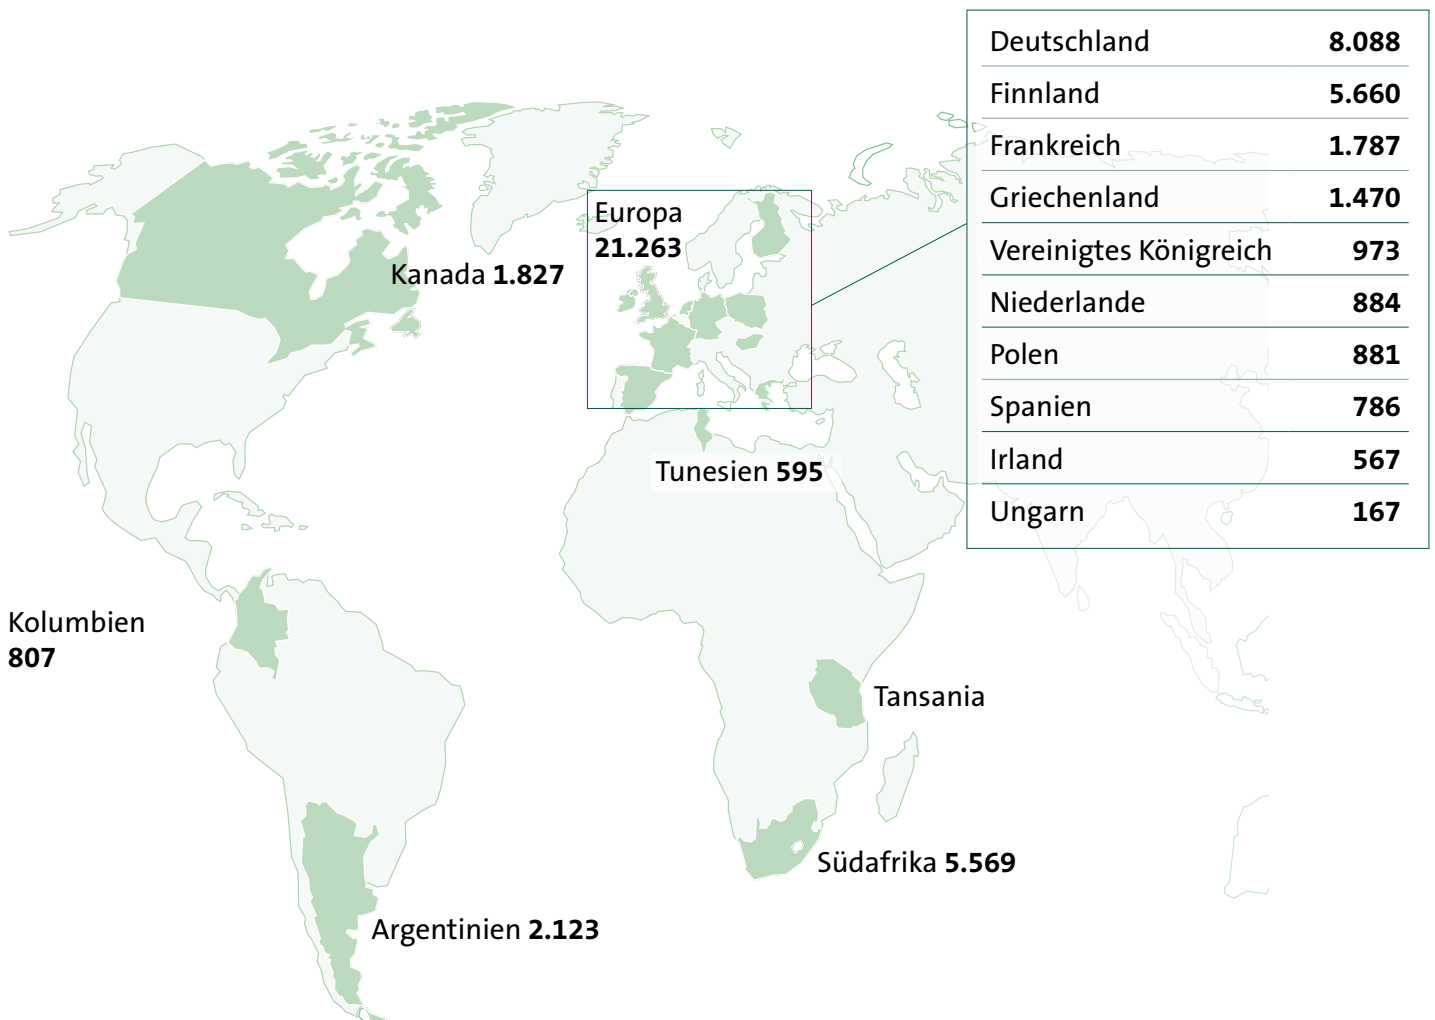 Deutschland 8.088
Finnland 5.660
Frankreich 1.787
Griechenland 1.470
Vereinigtes Königreich 973
Niederlande 884
Polen 881
Spanien 786
Irland 567
Ungarn 167
Europa
21.263
Kanada 1.827
Tunesien 595
Kolumbien
807
Tansania
Südafrika 5.569
Argentinien 2.123